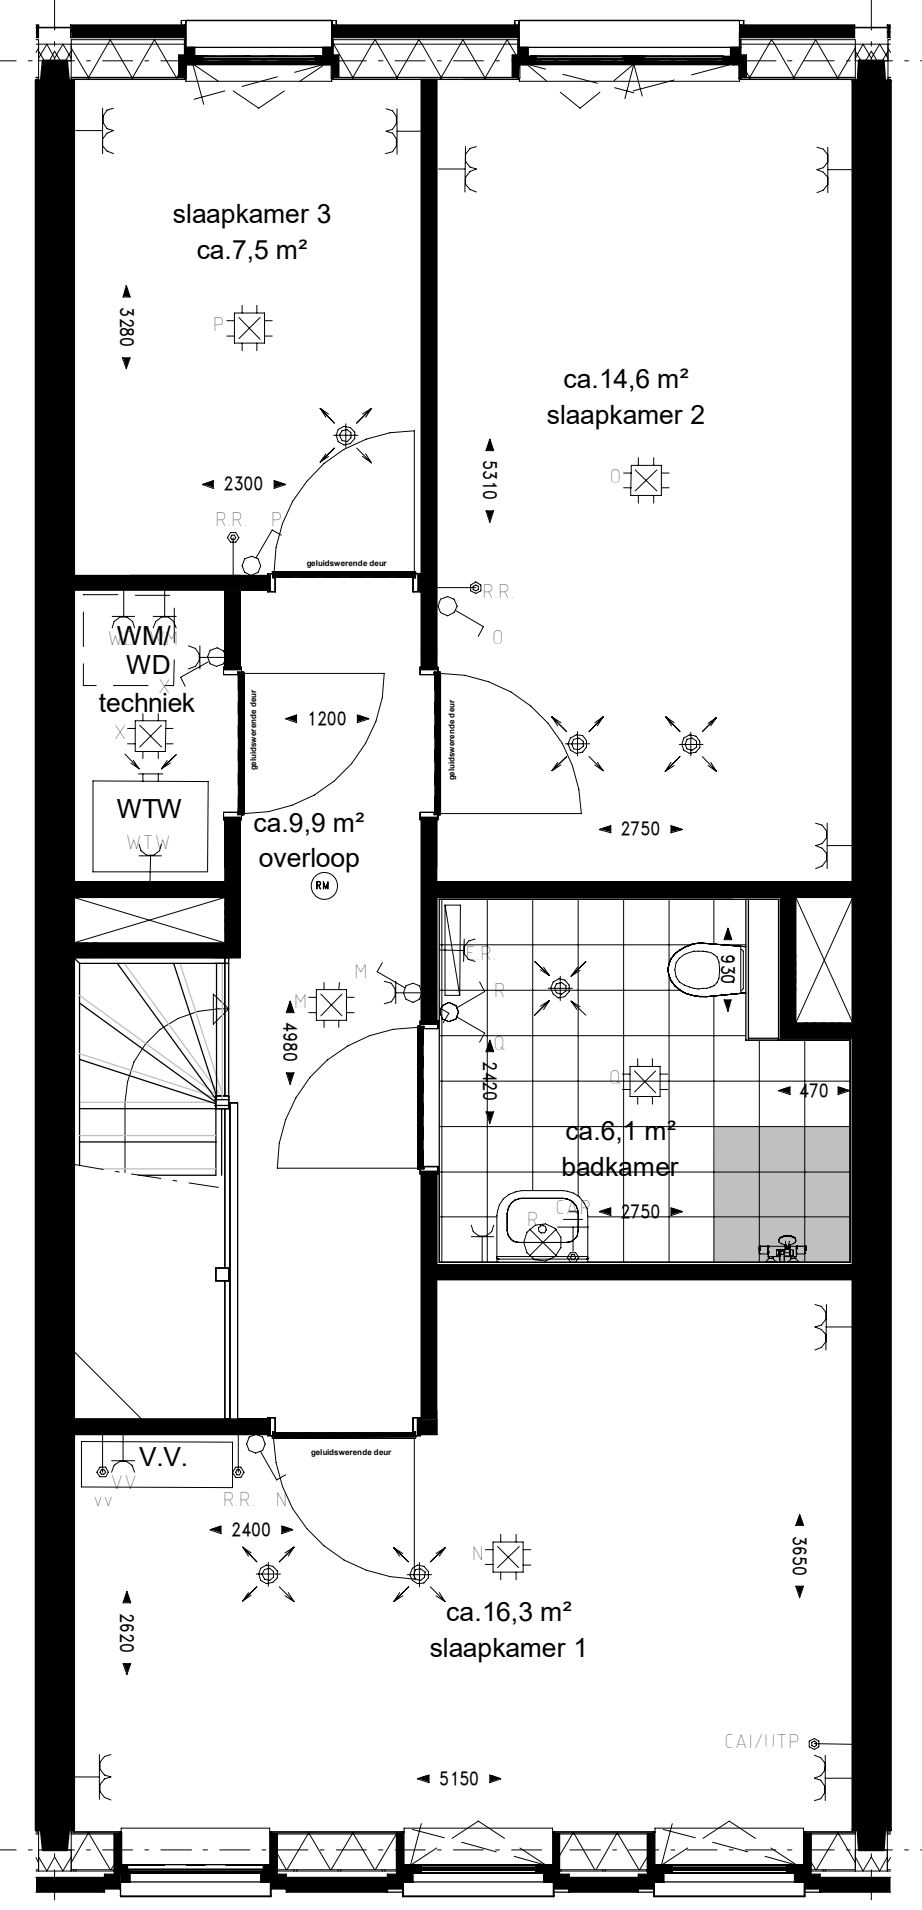 slaapkamer 3
ca.7,5 m²
3280
P
2300
R.R.
P
geluidswerende deur
ca.14,6 m²
slaapkamer 2
O
5310
R.R.
O
WM/
WD
techniek
X
X
WTW
WTW
geluidswerende deur
1200
geluidswerende deur
2750
ca.9,9 m²
overloop
RM
M
M
4980
E.R.
R
Q
930
2420
Q
470
ca.6,1 m²
badkamer
R
CAP
2750
V.V.
VV
vv
R.R.
N
geluidswerende deur
2400
N
3650
ca.16,3 m²
slaapkamer 1
2620
CAI/UTP
5150